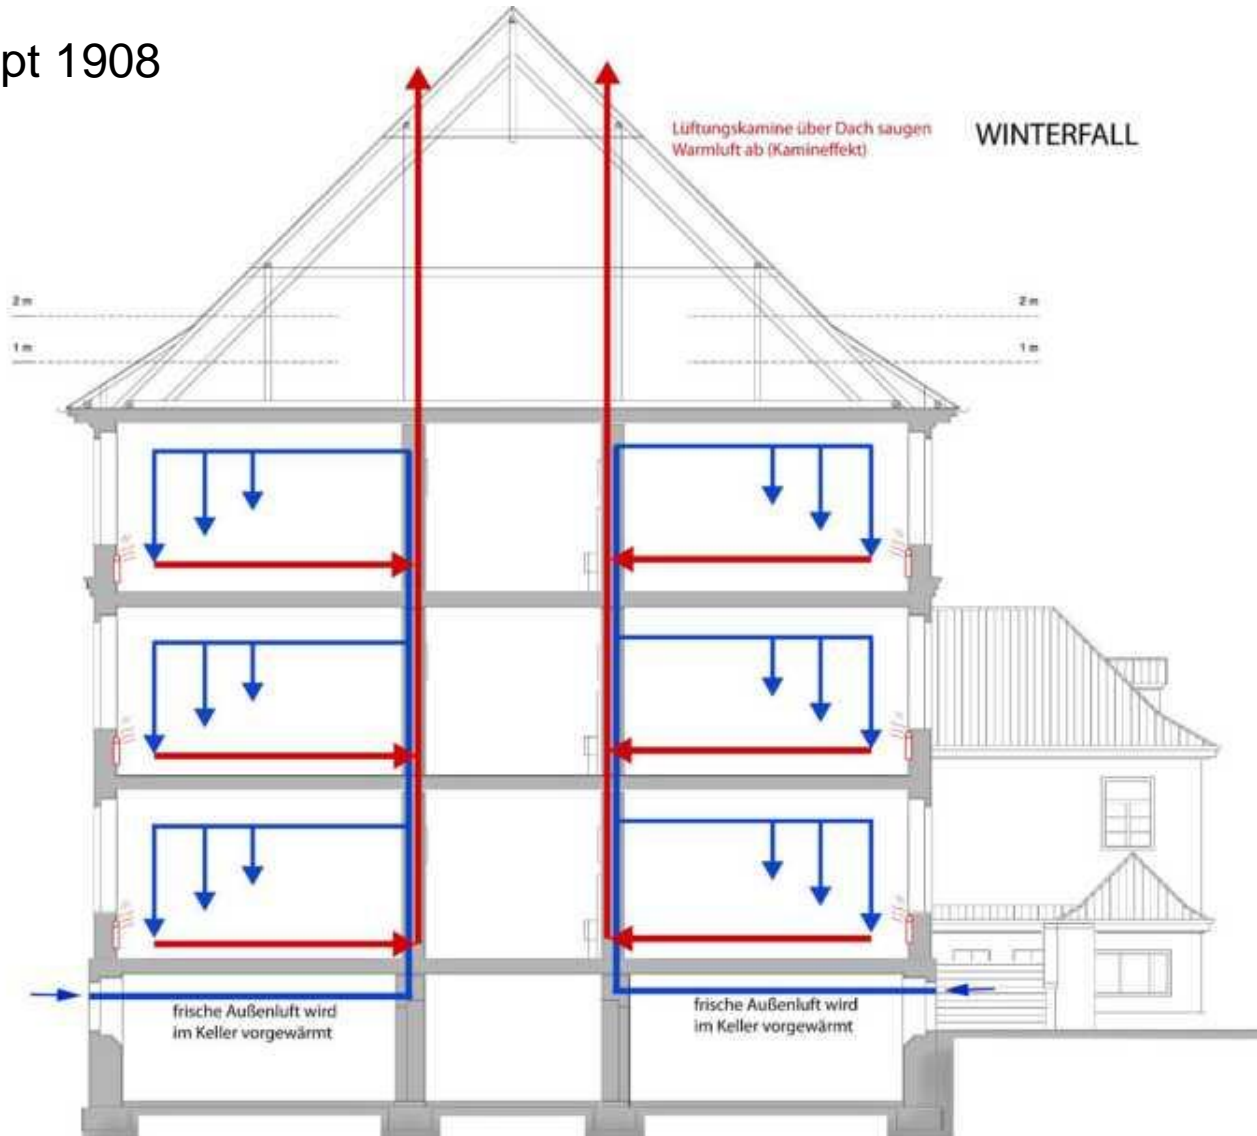 pt 1908
Lüftungskamine über Dach saugen
Warmluft ab (Kamineffekt)
WINTERFALL
2 m
2 m
1 m
1 m
frische Außenluft wird
im Keller vorgewärmt
frische Außenluft wird
im Keller vorgewärmt